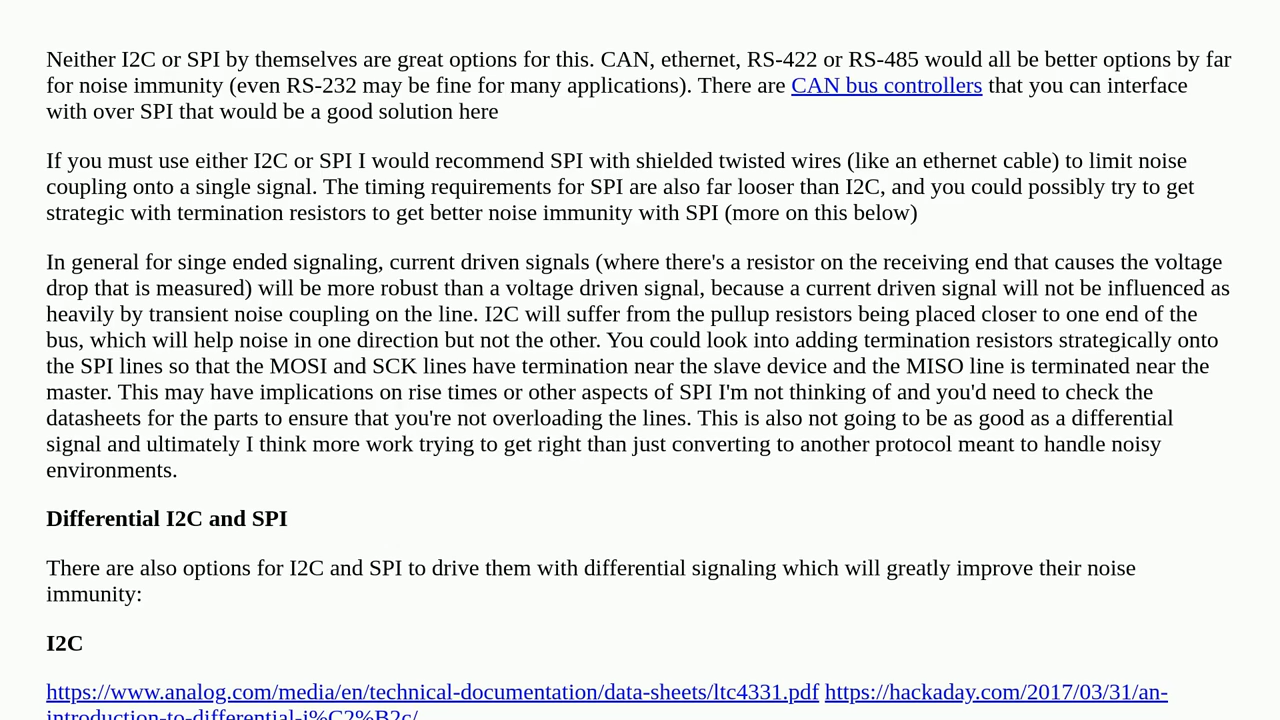 Neither I2C or SPI by themselves are great options for this. CAN, ethernet, RS-422 or RS-485 would all be better options by far
for noise immunity (even RS-232 may be fine for many applications). There are CAN bus controllers that you can interface
with over SPI that would be a good solution here
If you must use either I2C or SPI I would recommend SPI with shielded twisted wires (like an ethernet cable) to limit noise
coupling onto a single signal. The timing requirements for SPI are also far looser than I2C, and you could possibly try to get
strategic with termination resistors to get better noise immunity with SPI (more on this below)
In general for singe ended signaling, current driven signals (where there's a resistor on the receiving end that causes the voltage
drop that is measured) will be more robust than a voltage driven signal, because a current driven signal will not be influenced as
heavily by transient noise coupling on the line. I2C will suffer from the pullup resistors being placed closer to one end of the
bus, which will help noise in one direction but not the other. You could look into adding termination resistors strategically onto
the SPI lines so that the MOSI and SCK lines have termination near the slave device and the MISO line is terminated near the
master. This may have implications on rise times or other aspects of SPI I'm not thinking of and you'd need to check the
datasheets for the parts to ensure that you're not overloading the lines. This is also not going to be as good as a differential
signal and ultimately I think more work trying to get right than just converting to another protocol meant to handle noisy
environments.
Differential I2C and SPI
There are also options for I2C and SPI to drive them with differential signaling which will greatly improve their noise
immunity:
I2C
https://www.analog.com/media/en/technical-documentation/data-sheets/ltc4331.pdf https://hackaday.com/2017/03/31/an-
introduction-to-differential-i%C2%B2c/